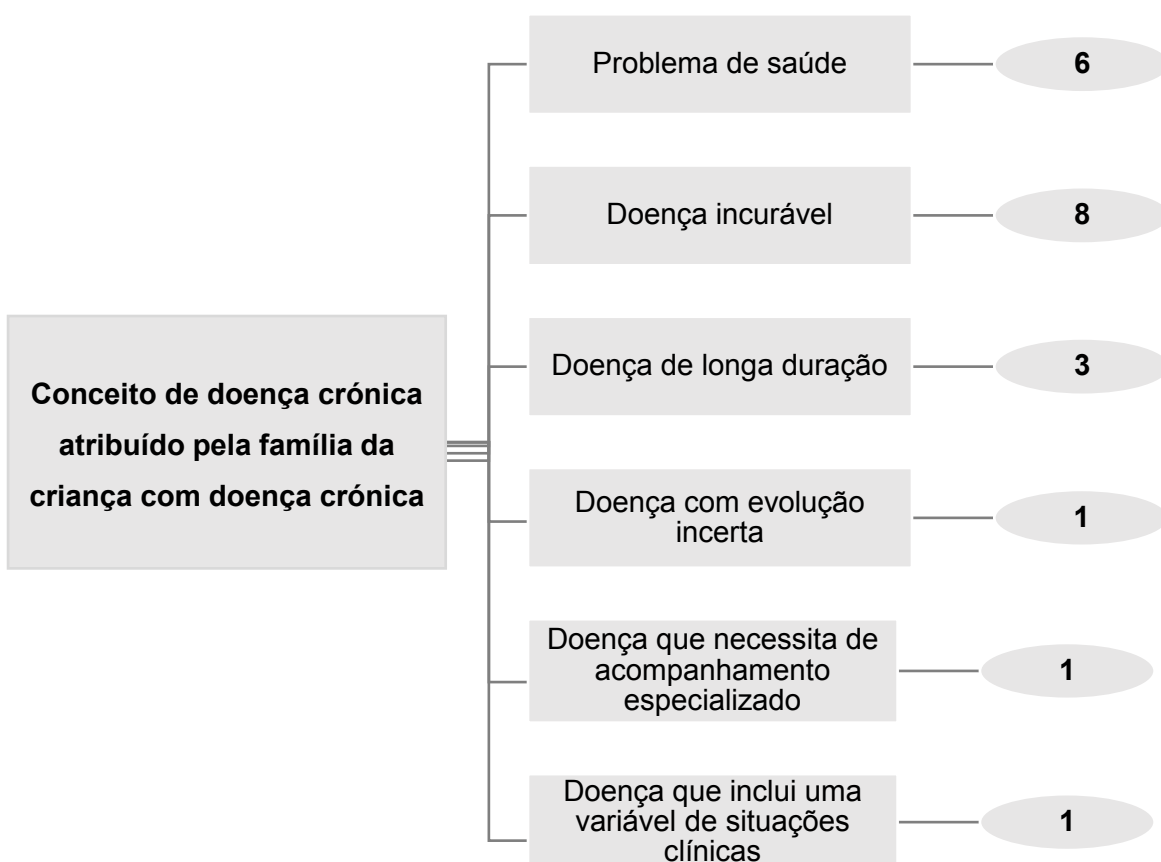 Problema de saúde
6
Doença incurável
8
Conceito de doença crónica
atribuído pela família da
criança com doença crónica
Doença de longa duração
3
Doença com evolução
incerta
1
Doença que necessita de
acompanhamento
especializado
1
Doença que inclui uma
variável de situações
clínicas
1